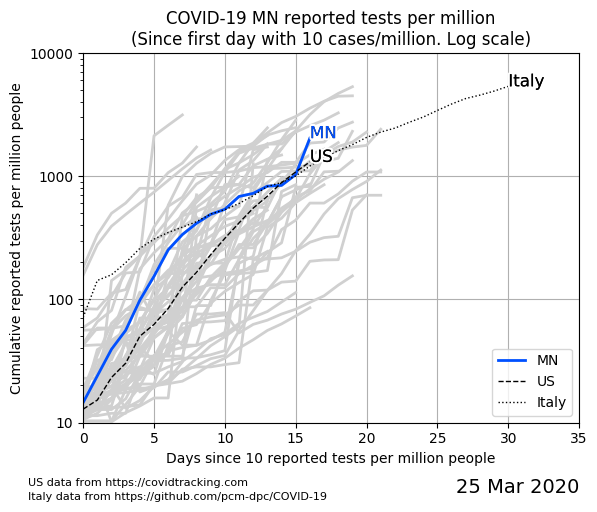 COVID-19 MN reported tests per million
(Since first day with 10 cases/million. Log scale)
Cumulative reported tests per million people
10000
1000
100
10
Italy
MN
US
MN
US
Italy
0 5 10 15 20 25 30 35
Days since 10 reported tests per million people
US data from https://covidtracking.com
Italy data from https://github.com/pcm-dpc/COVID-19
25 Mar 2020